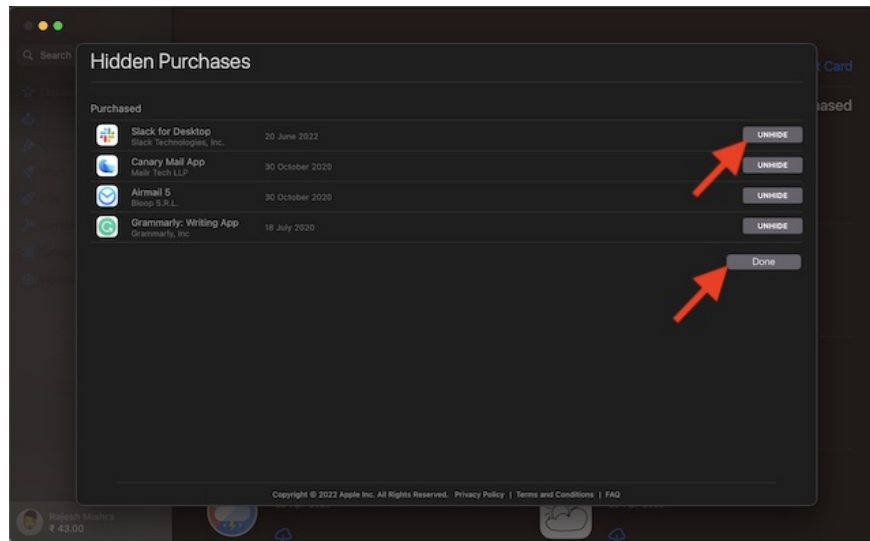 Search
Hidden Purchases
Card
ased
Purchased
Slack for Desktop
Slack Technologies, Inc.
20 June 2022
UNHIDE
Canary Mail App
Mailr Tech LLP
30 October 2020
UNHIDE
Airmail 5
Bloop S.R.L.
30 October 2020
UNHIDE
Grammarly: Writing App
Grammarly, Inc
18 July 2020
UNHIDE
Done
Copyright © 2022 Apple Inc. All Rights Reserved. Privacy Policy | Terms and Conditions | FAQ
Rajesh Mishra
₹ 43.00